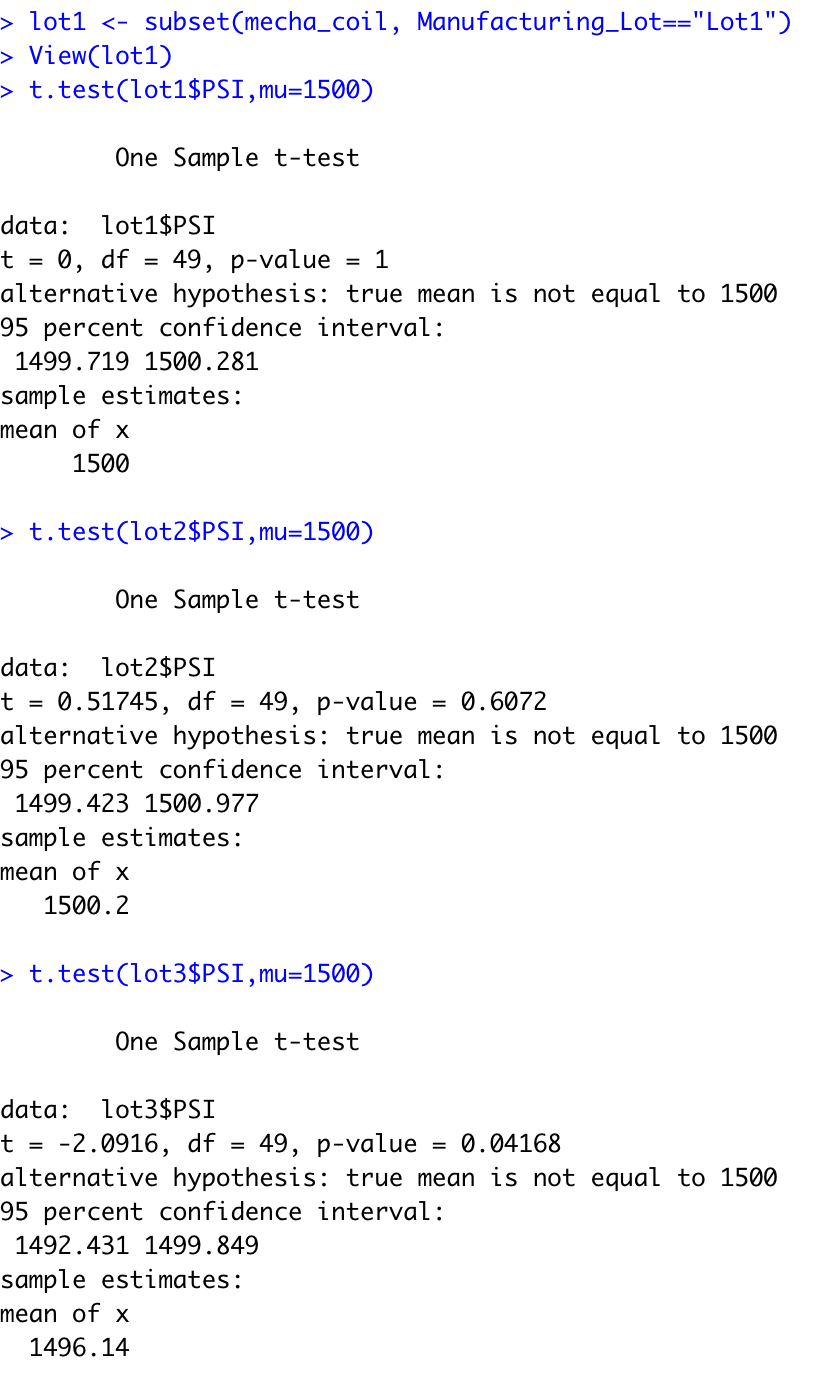 > lot1 <- subset(mecha_coil, Manufacturing_Lot=="Lot1")
> View(lot1)
> t.test(lot1$PSI,mu=1500)
One Sample t-test
data:  lot1$PSI
t = 0, df = 49, p-value = 1
alternative hypothesis: true mean is not equal to 1500
95 percent confidence interval:
1499.719 1500.281
sample estimates:
mean of x
1500
> t.test(lot2$PSI,mu=1500)
One Sample t-test
data:  lot2$PSI
t = 0.51745, df = 49, p-value = 0.6072
alternative hypothesis: true mean is not equal to 1500
95 percent confidence interval:
1499.423 1500.977
sample estimates:
mean of x
1500.2
> t.test(lot3$PSI,mu=1500)
One Sample t-test
data:  lot3$PSI
t = -2.0916, df = 49, p-value = 0.04168
alternative hypothesis: true mean is not equal to 1500
95 percent confidence interval:
1492.431 1499.849
sample estimates:
mean of x
1496.14